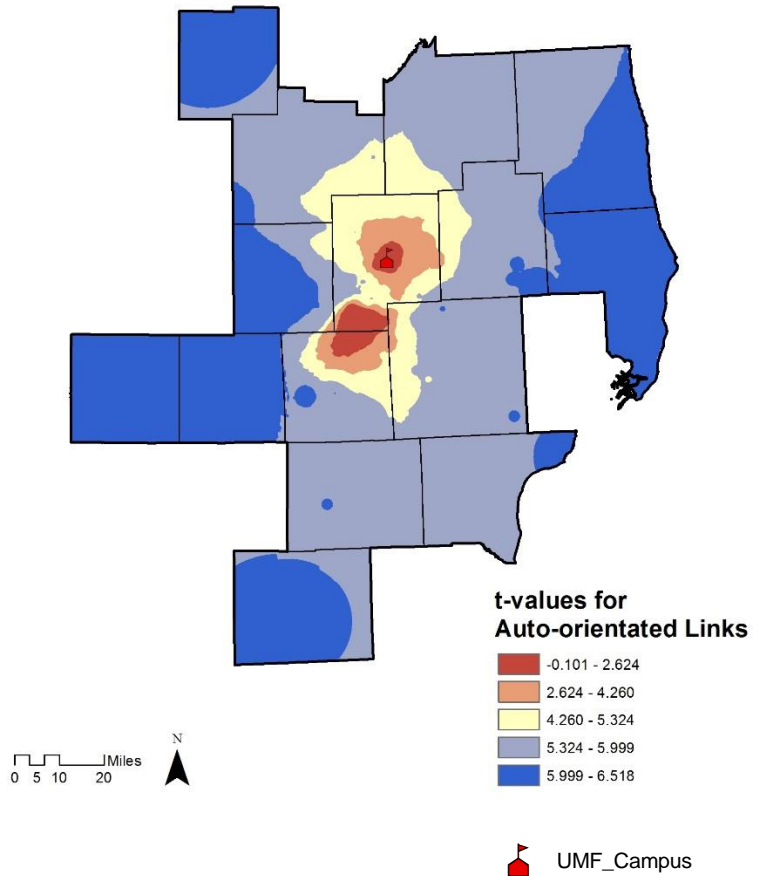 t-values for
Auto-orientated Links
-0.101 - 2.624
2.624 - 4.260
4.260 - 5.324
5.324 - 5.999
5.999 - 6.518
N
Miles
0 5 10 20
UMF_Campus